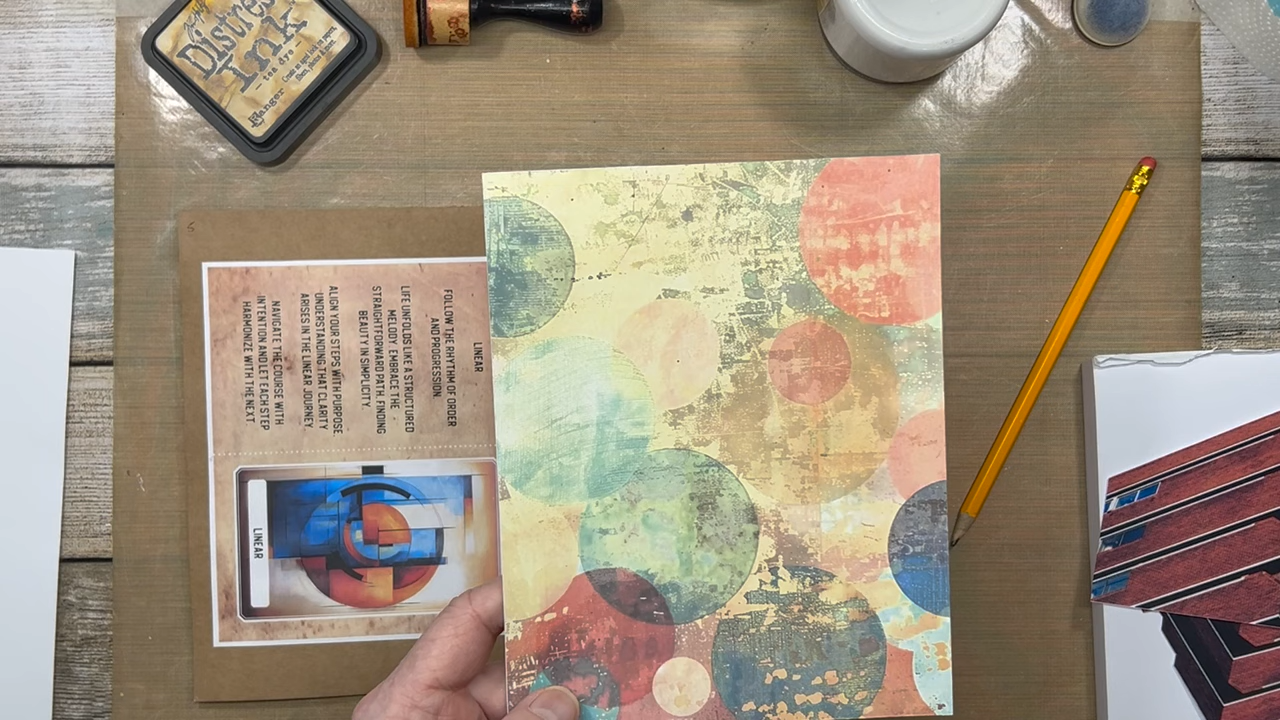 Distress
Ink
- tea dye -
Ranger
LINEAR
FOLLOW THE RHYTHM OF ORDER
AND PROGRESSION.
LIFE UNFOLDS LIKE A STRUCTURED
MELODY. EMBRACE THE
STRAIGHTFORWARD PATH, FINDING
BEAUTY IN SIMPLICITY.
ALIGN YOUR STEPS WITH PURPOSE.
UNDERSTANDING THAT CLARITY
ARISES IN THE LINEAR JOURNEY.
NAVIGATE THE COURSE WITH
INTENTION AND LET EACH STEP
HARMONIZE WITH THE NEXT
LINEAR